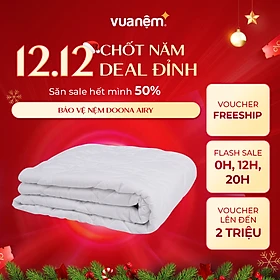 vuanệm
12.12 CHỐT NĂM
DEAL ĐỈNH
Săn sale hết mình 50%
BẢO VỆ NỆM DOONA AIRY
VOUCHER
FREESHIP
FLASH SALE
0H, 12H,
20H
VOUCHER
LÊN ĐẾN
2 TRIỆU